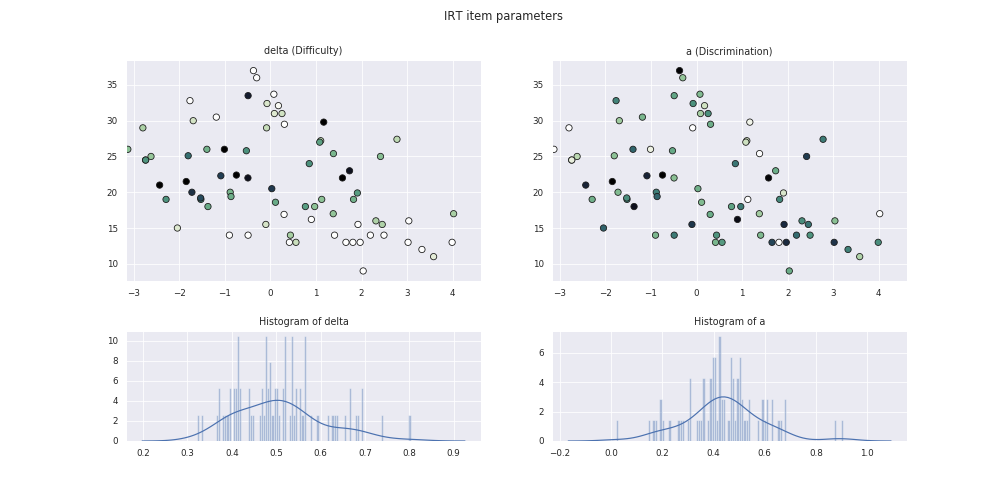 IRT item parameters
delta (Difficulty)
a (Discrimination)
35
30
25
20
15
10
−3 −2 −1 0 1 2 3 4
35
30
25
20
15
10
−3 −2 −1 0 1 2 3 4
Histogram of delta
Histogram of a
10
8
6
4
2
0
0.2 0.3 0.4 0.5 0.6 0.7 0.8 0.9
6
4
2
0
−0.2 0.0 0.2 0.4 0.6 0.8 1.0